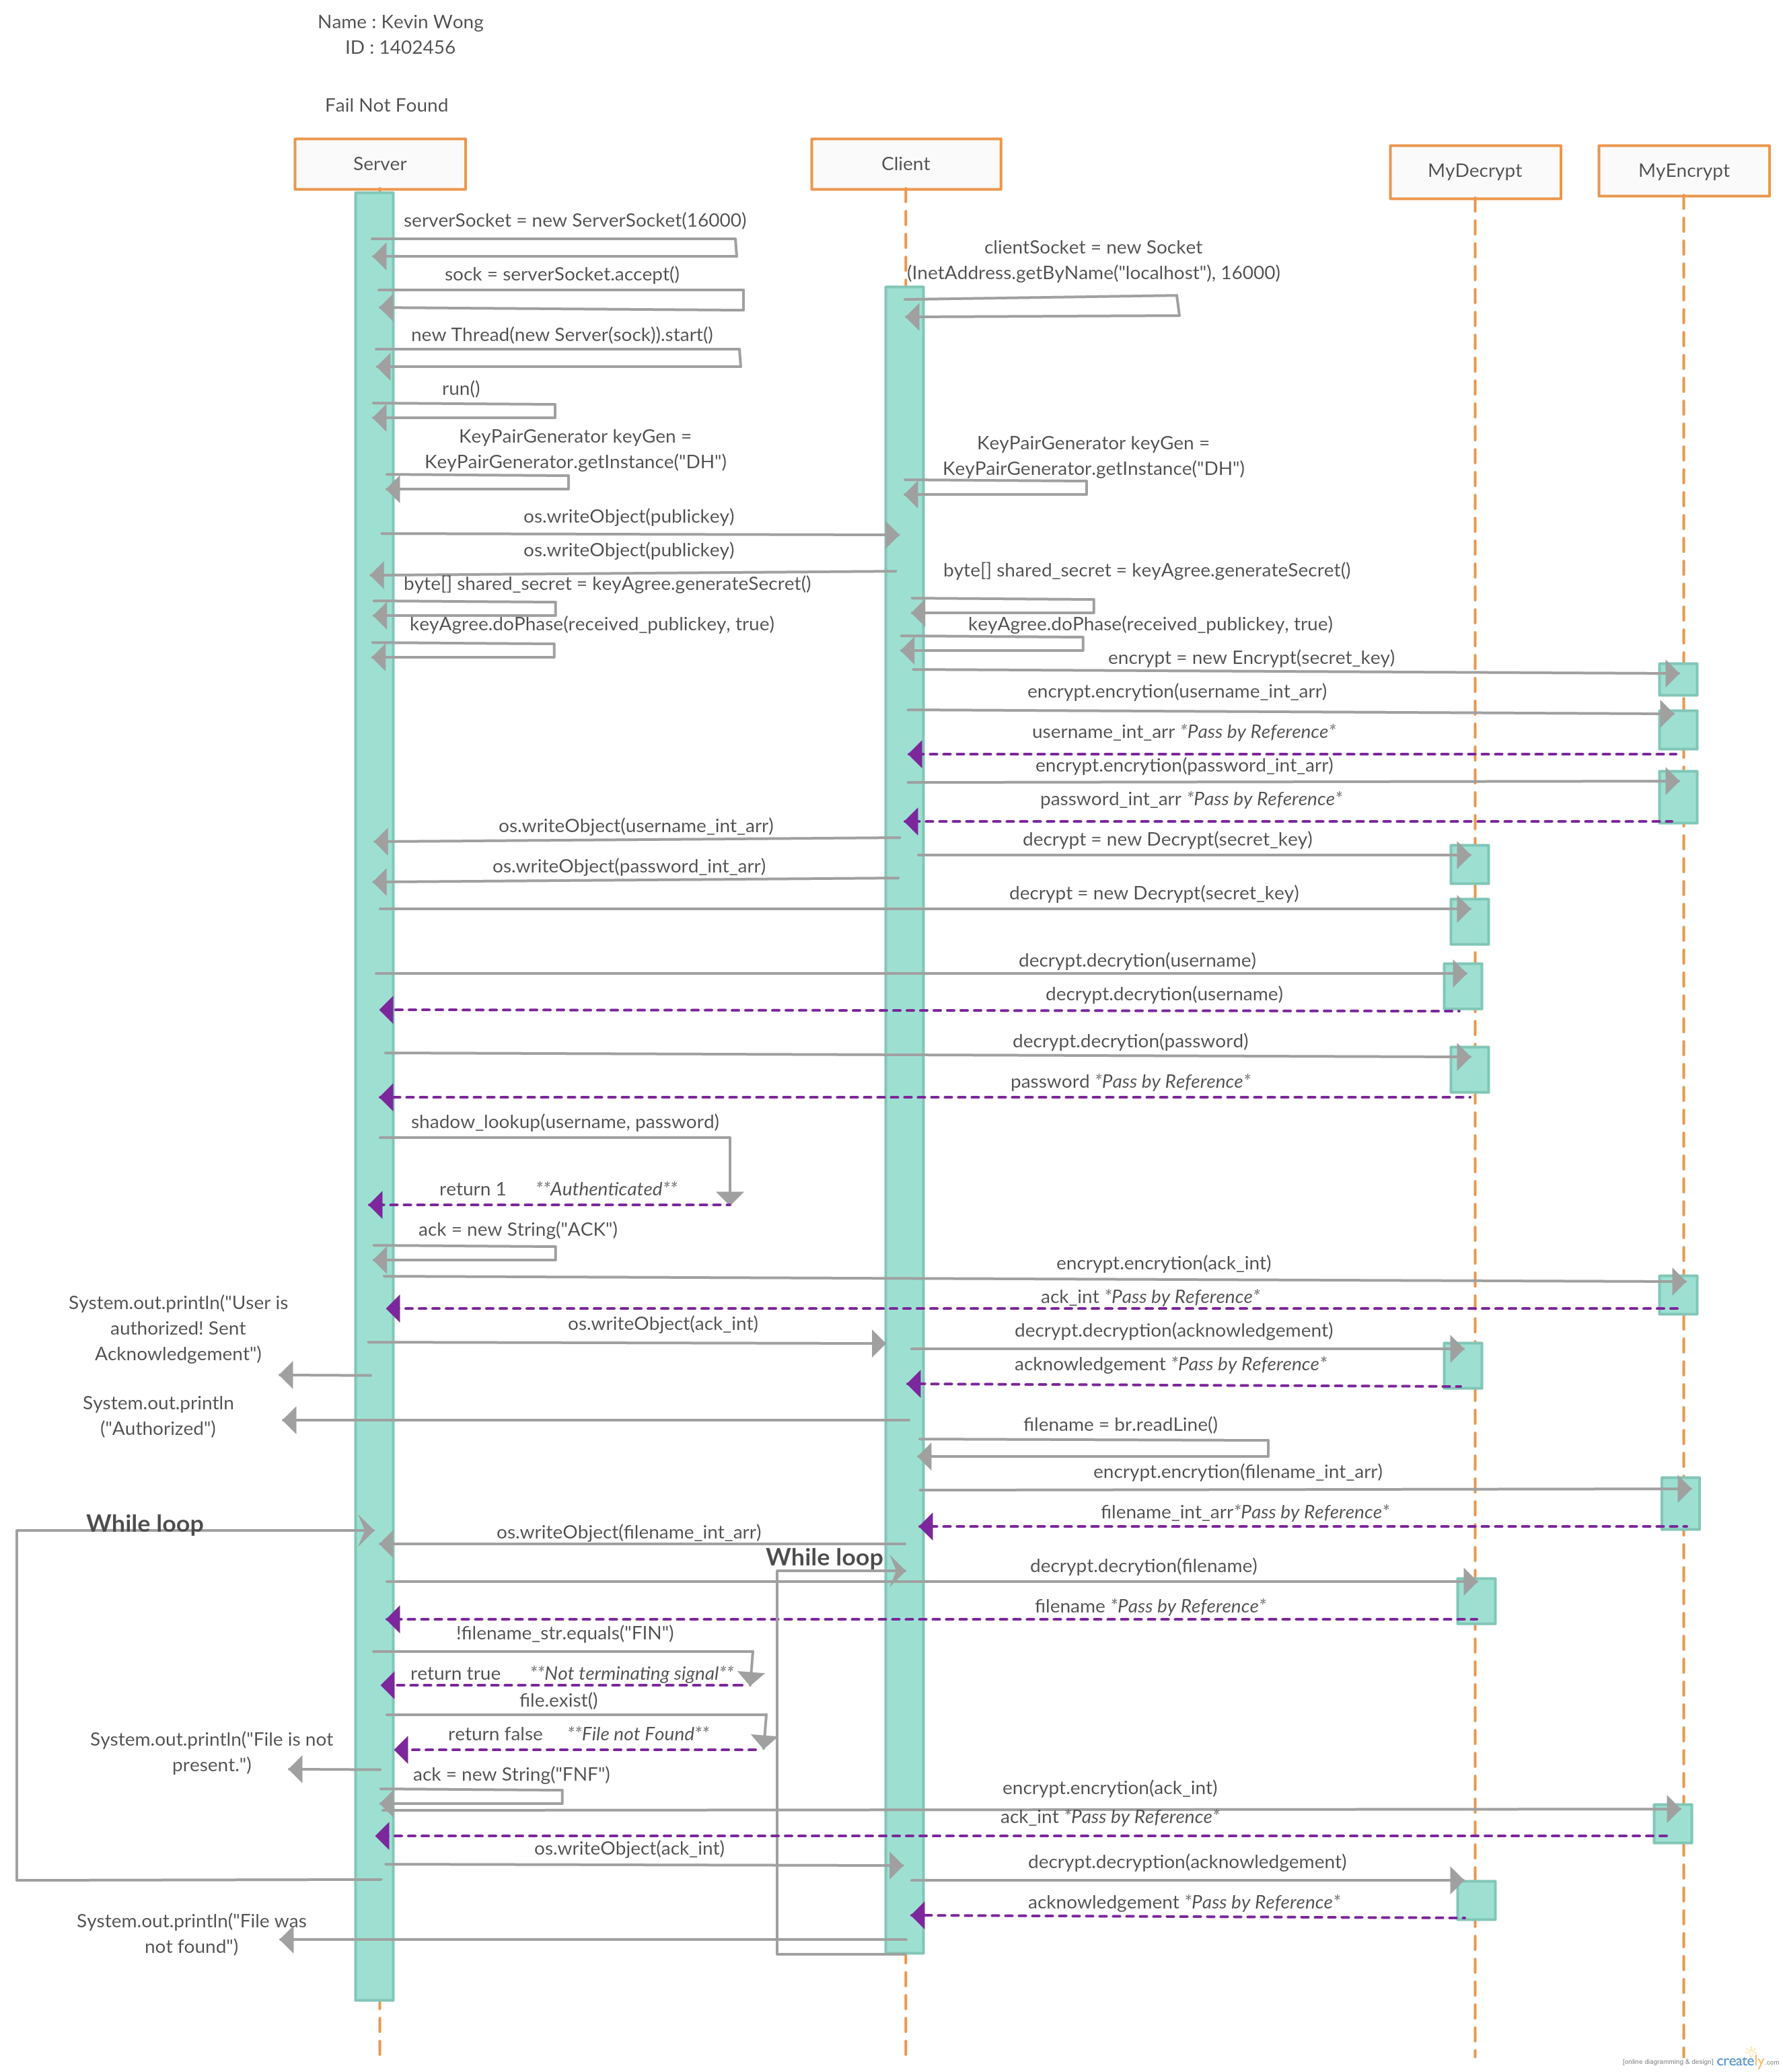 Name : Kevin Wong
ID : 1402456
Fail Not Found
Server
Client
MyDecrypt
MyEncrypt
serverSocket = new ServerSocket(16000)
clientSocket = new Socket
(InetAddress.getByName("localhost"), 16000)
sock = serverSocket.accept()
new Thread(new Server(sock)).start()
run()
KeyPairGenerator keyGen =
KeyPairGenerator.getInstance("DH")
KeyPairGenerator keyGen =
KeyPairGenerator.getInstance("DH")
os.writeObject(publickey)
os.writeObject(publickey)
byte[] shared_secret = keyAgree.generateSecret()
byte[] shared_secret = keyAgree.generateSecret()
keyAgree.doPhase(received_publickey, true)
keyAgree.doPhase(received_publickey, true)
encrypt = new Encrypt(secret_key)
encrypt.encrytion(username_int_arr)
username_int_arr *Pass by Reference*
encrypt.encrytion(password_int_arr)
password_int_arr *Pass by Reference*
os.writeObject(username_int_arr)
decrypt = new Decrypt(secret_key)
os.writeObject(password_int_arr)
decrypt = new Decrypt(secret_key)
decrypt.decrytion(username)
decrypt.decrytion(username)
decrypt.decrytion(password)
password *Pass by Reference*
shadow_lookup(username, password)
return 1 **Authenticated**
ack = new String("ACK")
encrypt.encrytion(ack_int)
ack_int *Pass by Reference*
System.out.println("User is
authorized! Sent
Acknowledgement")
os.writeObject(ack_int)
decrypt.decryption(acknowledgement)
acknowledgement *Pass by Reference*
System.out.println
("Authorized")
filename = br.readLine()
encrypt.encrytion(filename_int_arr)
filename_int_arr*Pass by Reference*
While loop
os.writeObject(filename_int_arr)
While loop
decrypt.decrytion(filename)
filename *Pass by Reference*
!filename_str.equals("FIN")
return true **Not terminating signal**
file.exist()
return false **File not Found**
System.out.println("File is not
present.")
ack = new String("FNF")
encrypt.encrytion(ack_int)
ack_int *Pass by Reference*
os.writeObject(ack_int)
decrypt.decryption(acknowledgement)
acknowledgement *Pass by Reference*
System.out.println("File was
not found")
[online diagramming & design] creately.com